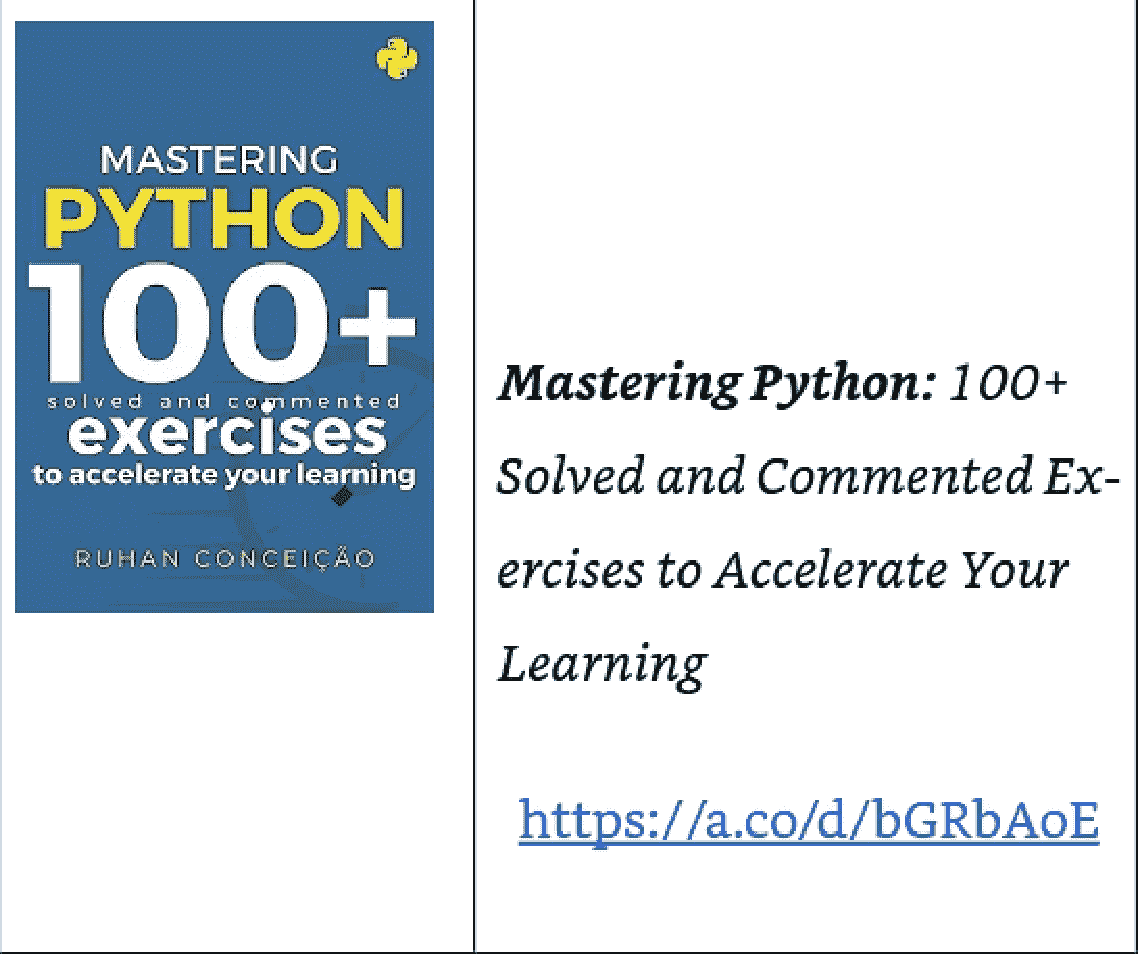 MASTERING
PYTHON
100+
solved and commented
exercises
to accelerate your learning
RUHAN CONCEIÇÃO
Mastering Python: 100+
Solved and Commented Ex-
ercises to Accelerate Your
Learning
https://a.co/d/bGRbAoE